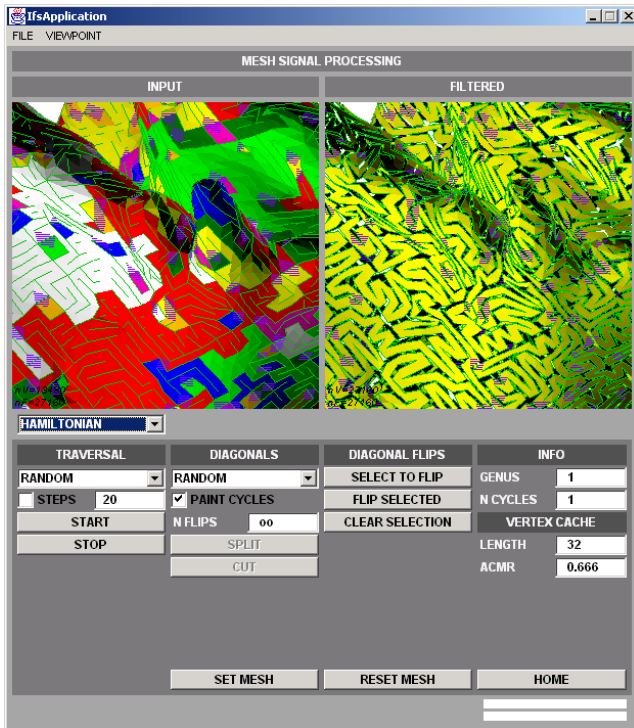 IfsApplication
FILE VIEWPOINT
MESH SIGNAL PROCESSING
INPUT FILTERED
HAMILTONIAN
TRAVERSAL DIAGONALS DIAGONAL FLIPS INFO
RANDOM RANDOM SELECT TO FLIP GENUS 1
STEPS 20 PAINT CYCLES FLIP SELECTED N CYCLES 1
START N FLIPS oo CLEAR SELECTION VERTEX CACHE
STOP SPLIT LENGTH 32
CUT ACMR 0.666
SET MESH RESET MESH HOME